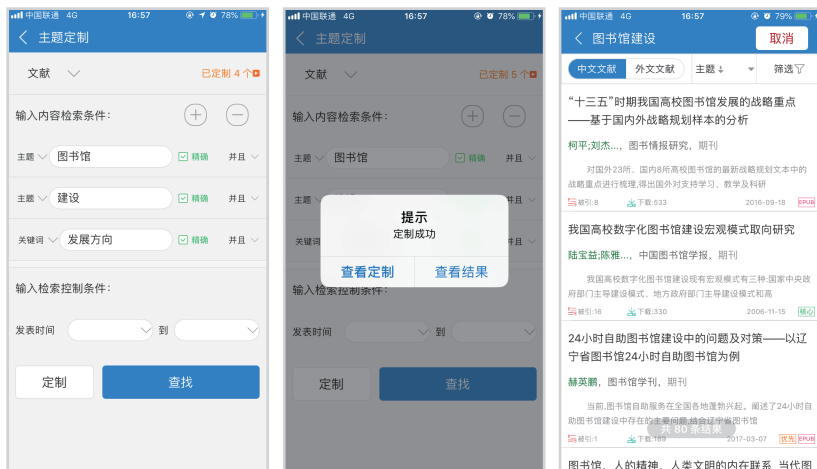 中国联通 4G 16:57 78%
主题定制
文献 已定制 4 个
输入内容检索条件：
主题 图书馆 精确 并且
主题 建设 精确 并且
关键词 发展方向 精确 并且
输入检索控制条件：
发表时间 到
定制 查找
中国联通 4G 16:57 78%
主题定制
文献 已定制 5 个
输入内容检索条件：
主题 图书馆 精确 并且
主题 并且
提示
定制成功
关键词 并且
查看定制 查看结果
输入检索控制条件：
发表时间 到
定制 查找
中国联通 4G 16:57 79%
图书馆建设 取消
中文文献 外文文献 主题↓ 筛选
“十三五”时期我国高校图书馆发展的战略重点
——基于国内外战略规划样本的分析
柯平;刘杰..., 图书情报研究, 期刊
对国外23所、国内8所高校图书馆的最新战略规划文本中的
战略重点进行梳理,得出国外对支持学习、教学及科研
被引:8 下载:533 2016-09-18 EPUB
我国高校数字化图书馆建设宏观模式取向研究
陆宝益;陈雅..., 中国图书馆学报, 期刊
我国高校数字化图书馆建设现有宏观模式有三种:国家中央政
府部门主导建设模式、地方政府部门主导建设模式和高
被引:16 下载:330 2006-11-15 核心
24小时自助图书馆建设中的问题及对策——以辽
宁省图书馆24小时自助图书馆为例
赫英鹏, 图书馆学刊, 期刊
当前,图书馆自助服务在全国各地蓬勃兴起。阐述了24小时自
助图书馆建设中存在的主要问题,结合辽宁省图书馆
共 80 条结果
被引:1 下载:189 2017-03-07 优先 EPUB
图书馆，人的精神、人类文明的内在联系 当代图